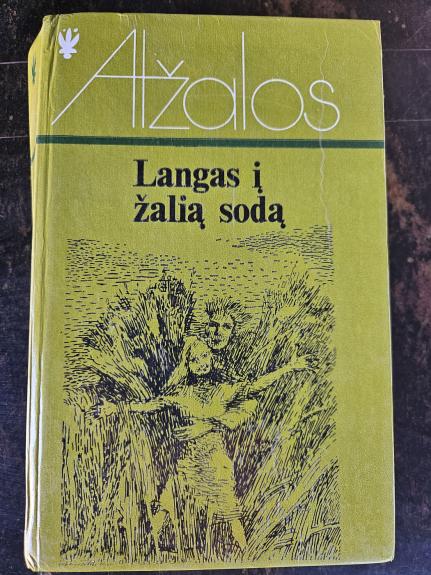 Atžalos
Langas į
žalią sodą